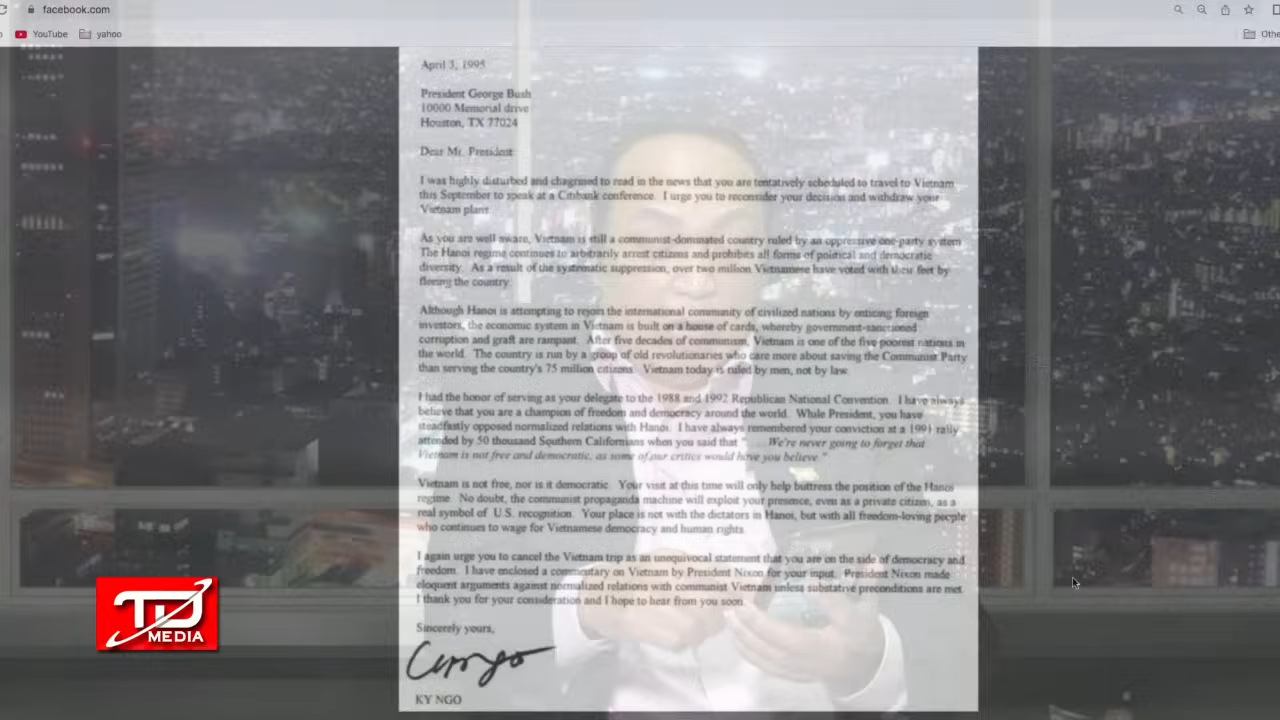 facebook.com
YouTube
yahoo
Othe
April 3, 1995
President George Bush
10000 Memorial drive
Houston, TX 77024
Dear Mr. President
I was highly disturbed and chagrined to read in the news that you are tentatively scheduled to travel to Vietnam
this September to speak at a Citibank conference. I urge you to reconsider your decision and withdraw your
Vietnam plans.
As you are well aware, Vietnam is still a communist-dominated country ruled by an oppressive one-party system
The Hanoi regime continues to arbitrarily arrest citizens and prohibits all forms of political and democratic
diversity. As a result of the systematic suppression, over two million Vietnamese have voted with their feet by
fleeing the country.
Although Hanoi is attempting to rejoin the international community of civilized nations by enticing foreign
investors, the economic system in Vietnam is built on a house of cards, whereby government-sanctioned
corruption and graft are rampant. After five decades of communism, Vietnam is one of the five poorest nations in
the world. The country is run by a group of old revolutionaries who care more about saving the Communist Party
than serving the country's 75 million citizens. Vietnam today is ruled by men, not by law.
I had the honor of serving as your delegate to the 1988 and 1992 Republican National Convention. I have always
believe that you are a champion of freedom and democracy around the world. While President, you have
steadfastly opposed normalized relations with Hanoi. I have always remembered your conviction at a 1991 rally
attended by 50 thousand Southern Californians when you said that "... We're never going to forget that
Vietnam is not free and democratic, as some of our critics would have you believe."
Vietnam is not free, nor is it democratic. Your visit at this time will only help buttress the position of the Hanoi
regime. No doubt, the communist propaganda machine will exploit your presence, even as a private citizen, as a
real symbol of U.S. recognition. Your place is not with the dictators in Hanoi, but with all freedom-loving people
who continues to wage for Vietnamese democracy and human rights.
I again urge you to cancel the Vietnam trip as an unequivocal statement that you are on the side of democracy and
freedom. I have enclosed a commentary on Vietnam by President Nixon for your input. President Nixon made
eloquent arguments against normalized relations with communist Vietnam unless substative preconditions are met.
I thank you for your consideration and I hope to hear from you soon.
Sincerely yours,
KY NGO
TD
MEDIA